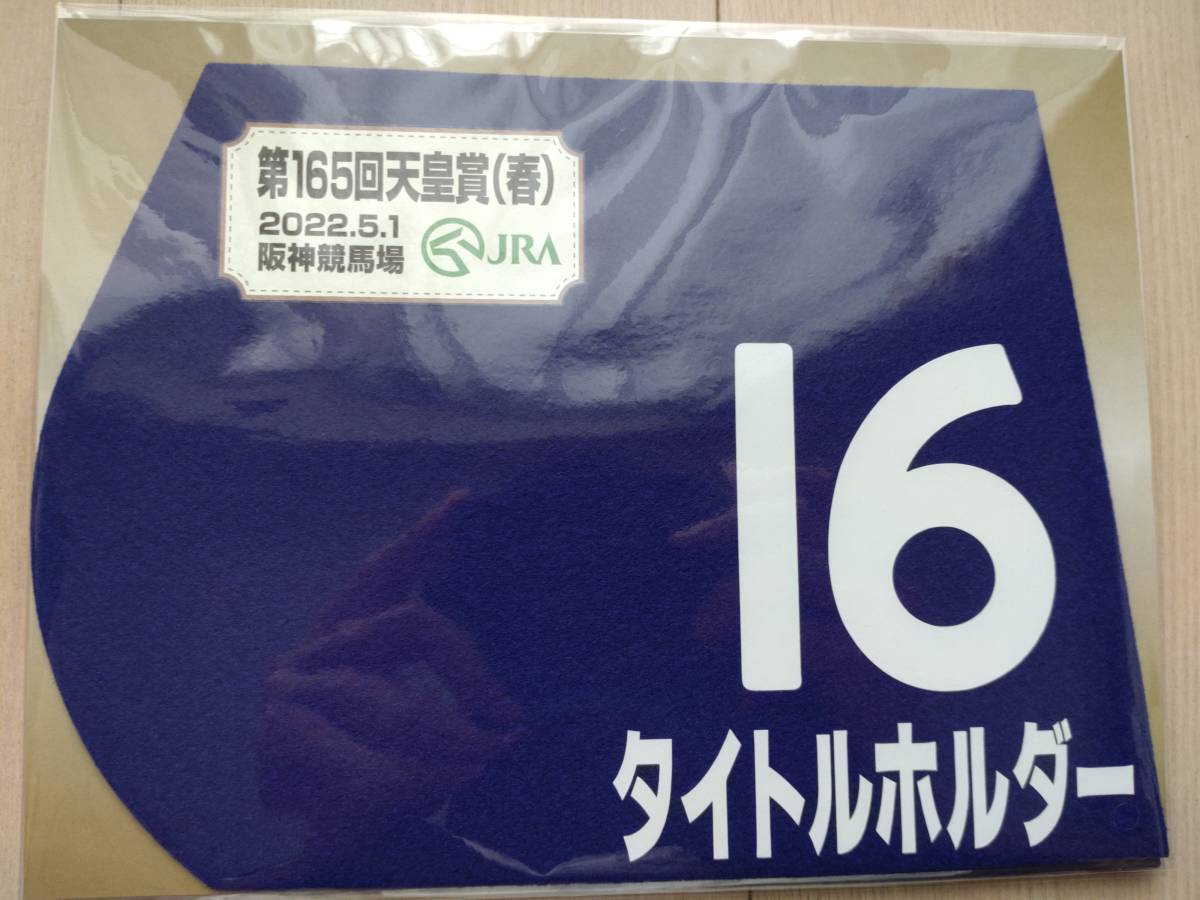 第165回天皇賞(春)
2022.5.1
阪神競馬場
JRA
16
タイトルホルダー